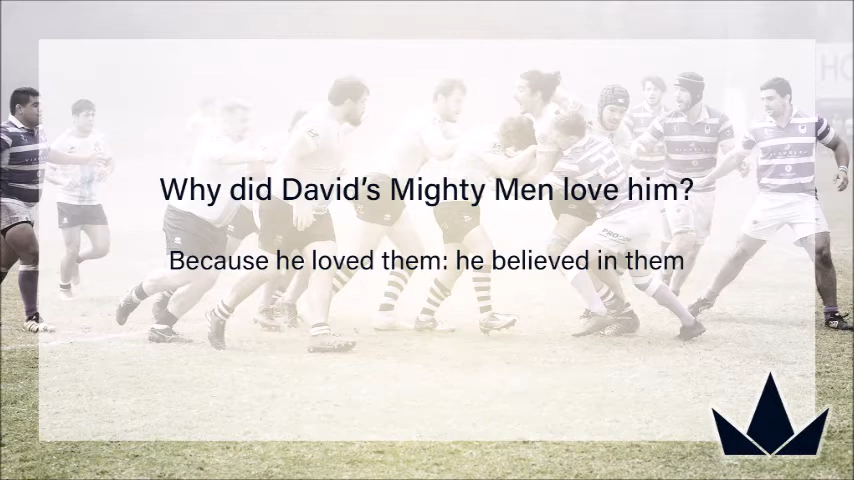 Why did David’s Mighty Men love him?
Because he loved them: he believed in them